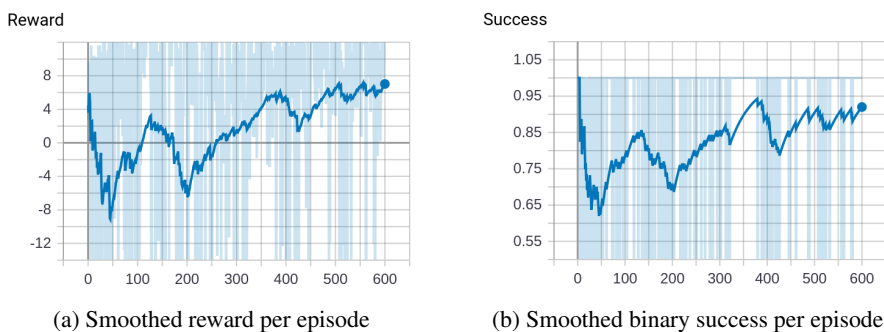 Reward
8
4
0
-4
-8
-12
0 100 200 300 400 500 600
(a) Smoothed reward per episode
Success
1.05
0.95
0.85
0.75
0.65
0.55
0 100 200 300 400 500 600
(b) Smoothed binary success per episode